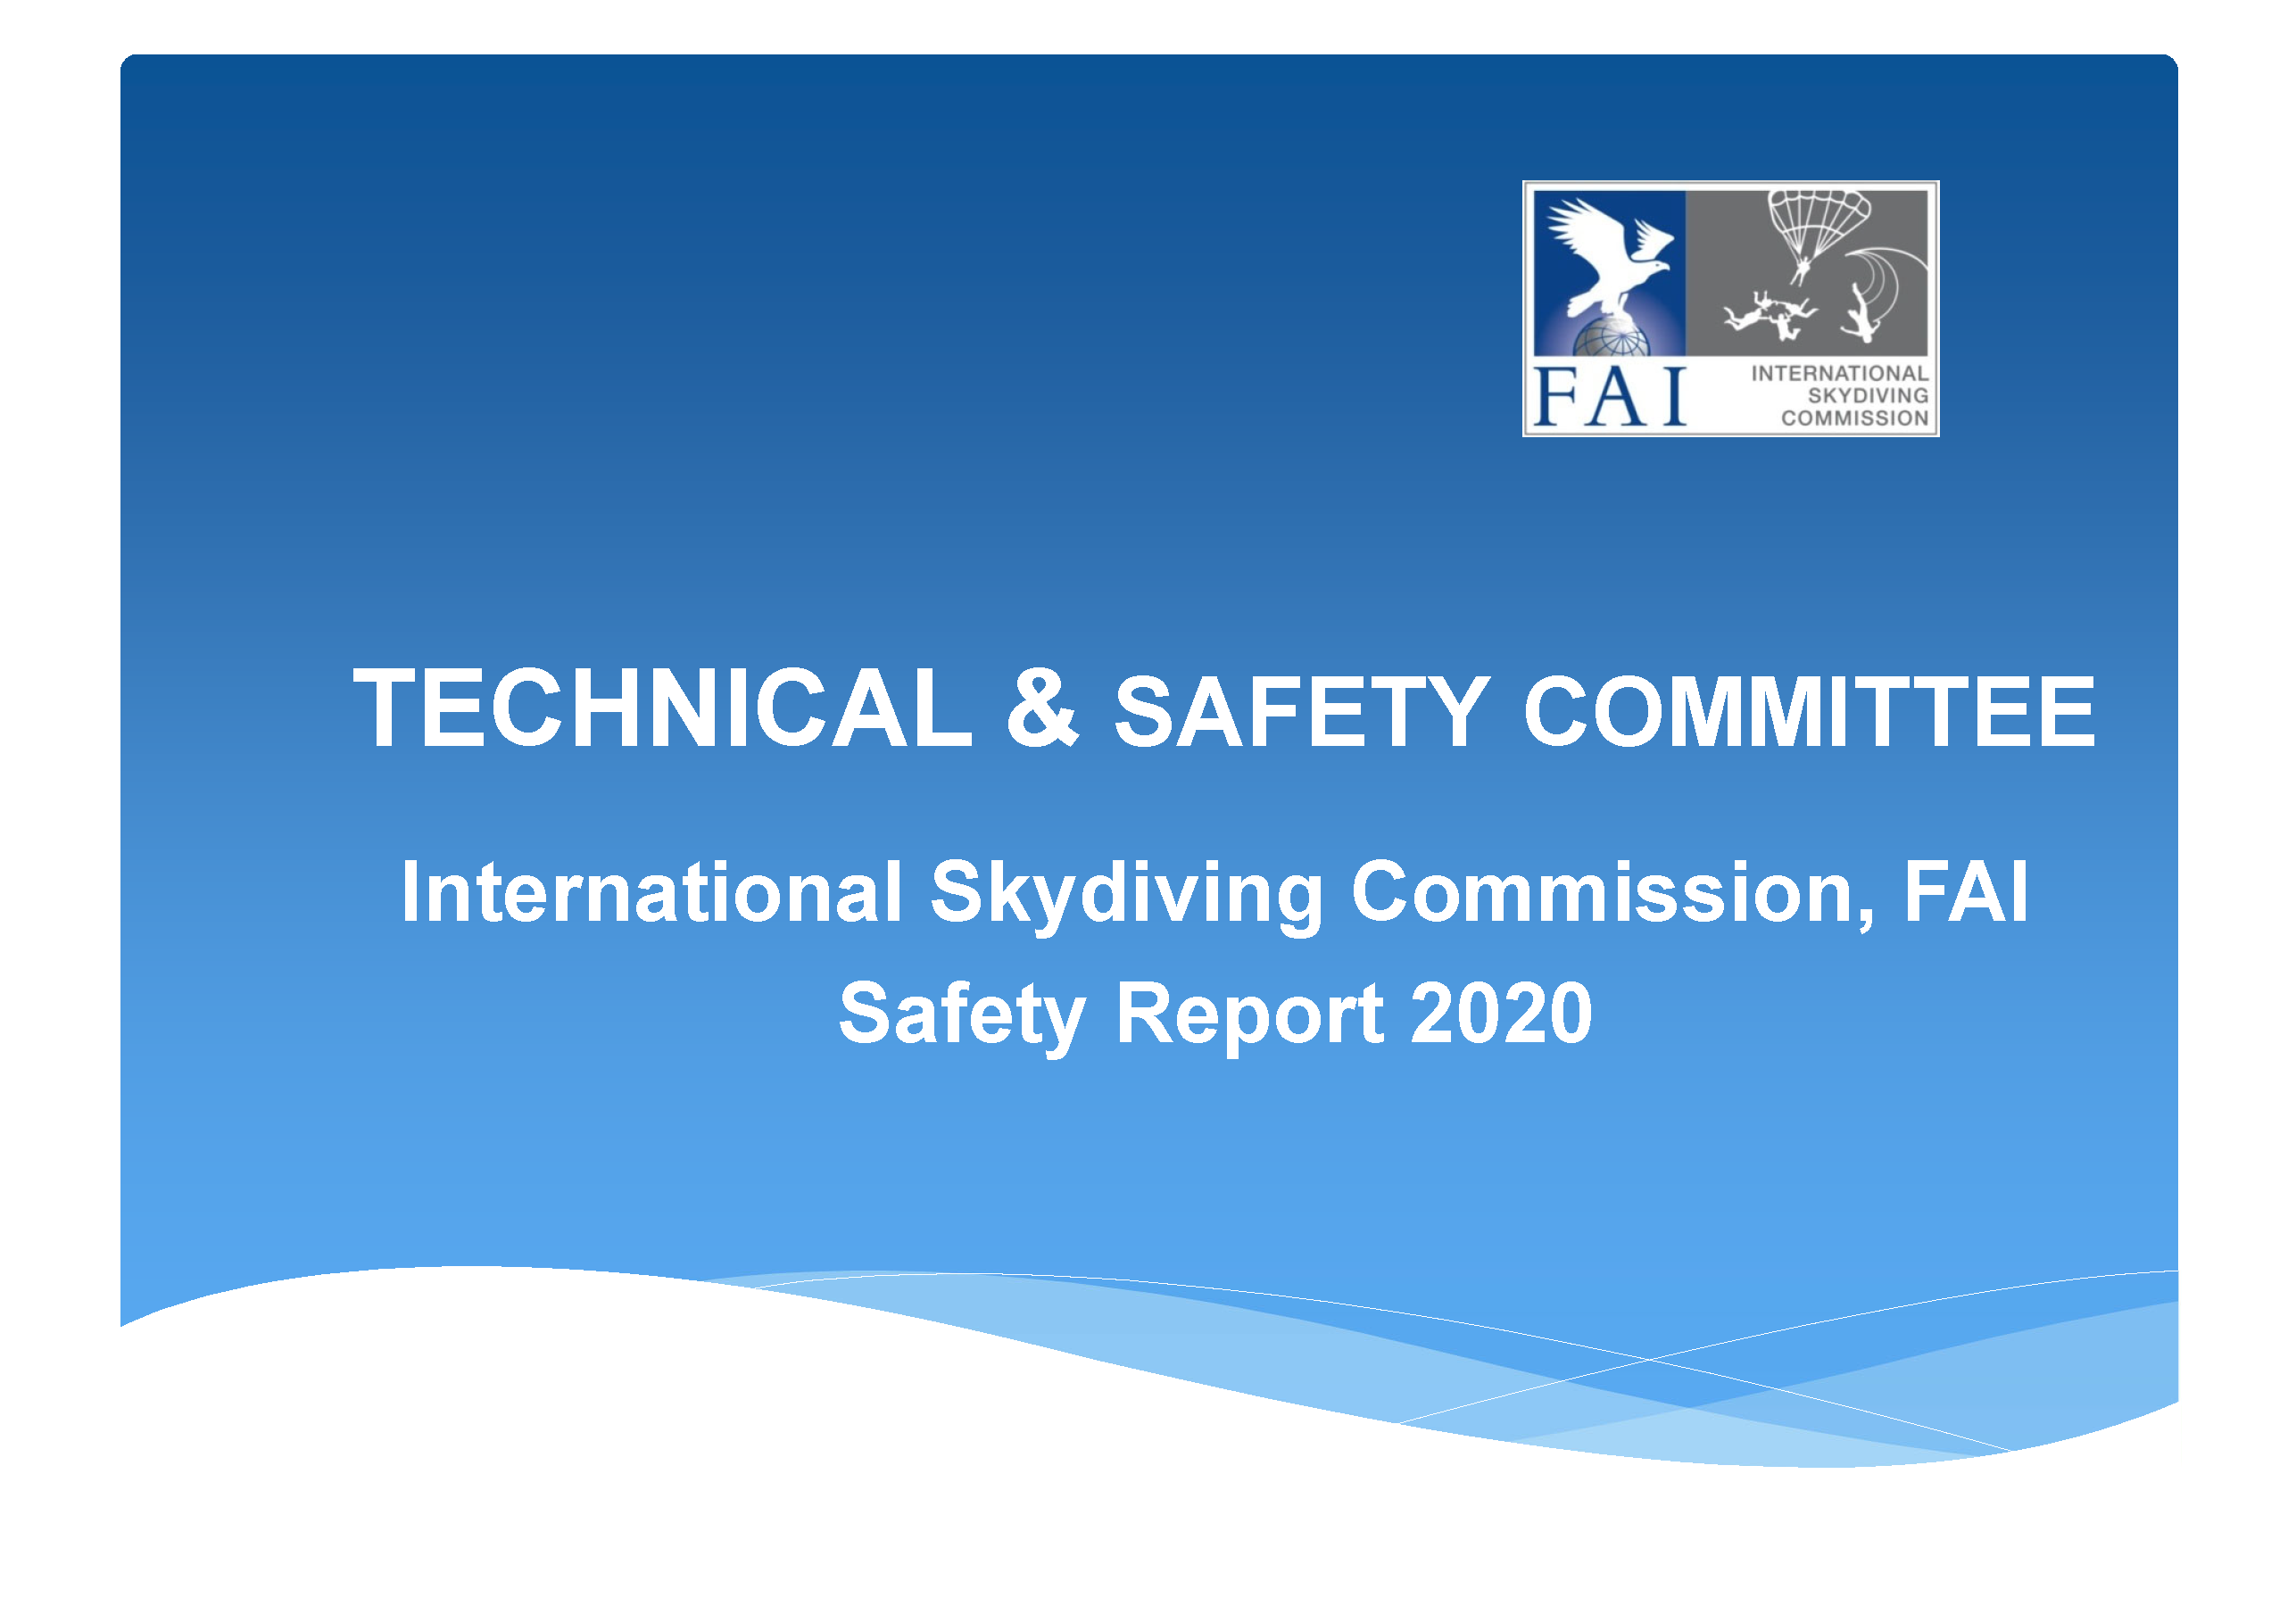 FAI
INTERNATIONAL
SKYDIVING
COMMISSION
TECHNICAL & SAFETY COMMITTEE
International Skydiving Commission, FAI
Safety Report 2020